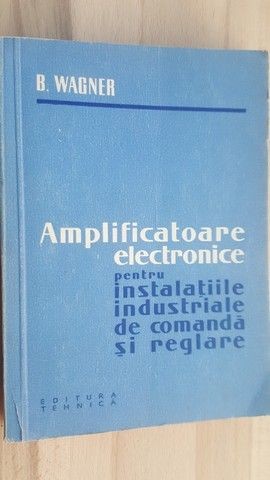 B. WAGNER
Amplificatoare
electronice
pentru
instalațiile
industriale
de comandă
și reglare
EDITURA
TEHNICĂ